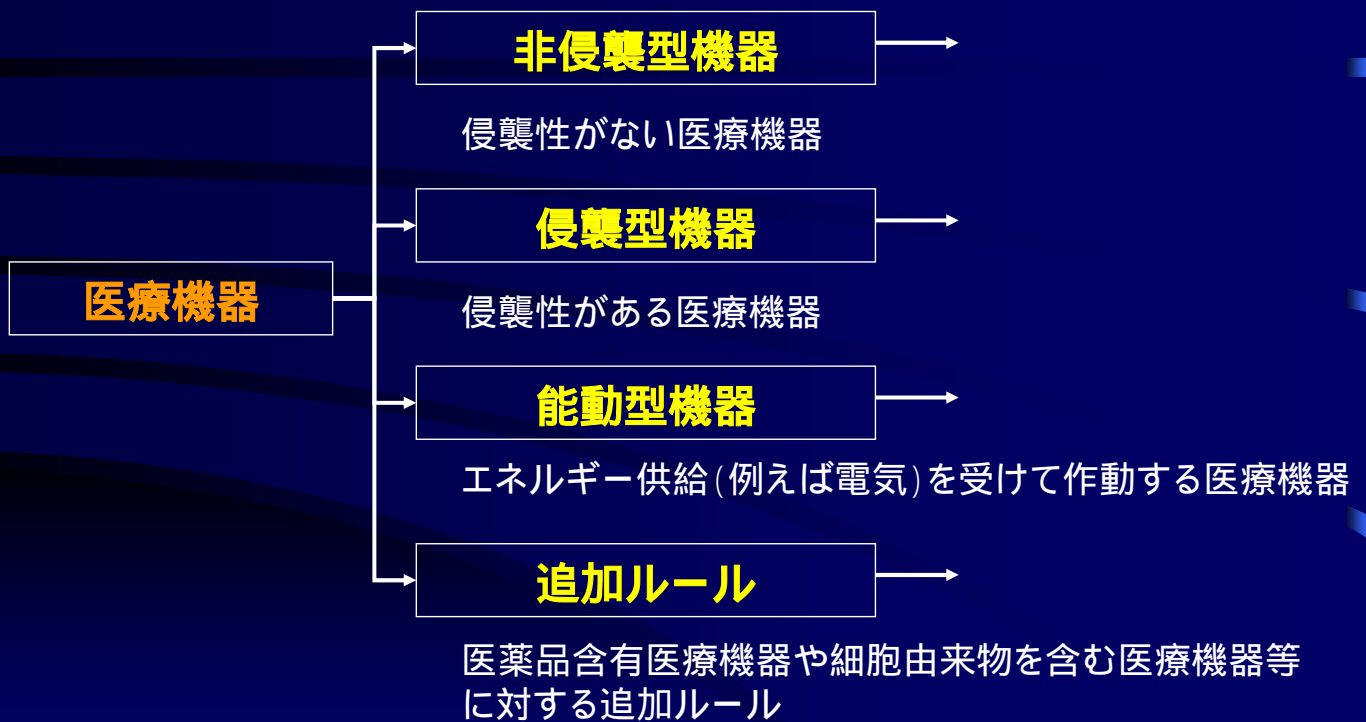 非侵襲型機器
侵襲性がない医療機器
侵襲型機器
医療機器
侵襲性がある医療機器
能動型機器
エネルギー供給(例えば電気)を受けて作動する医療機器
追加ルール
医薬品含有医療機器や細胞由来物を含む医療機器等
に対する追加ルール